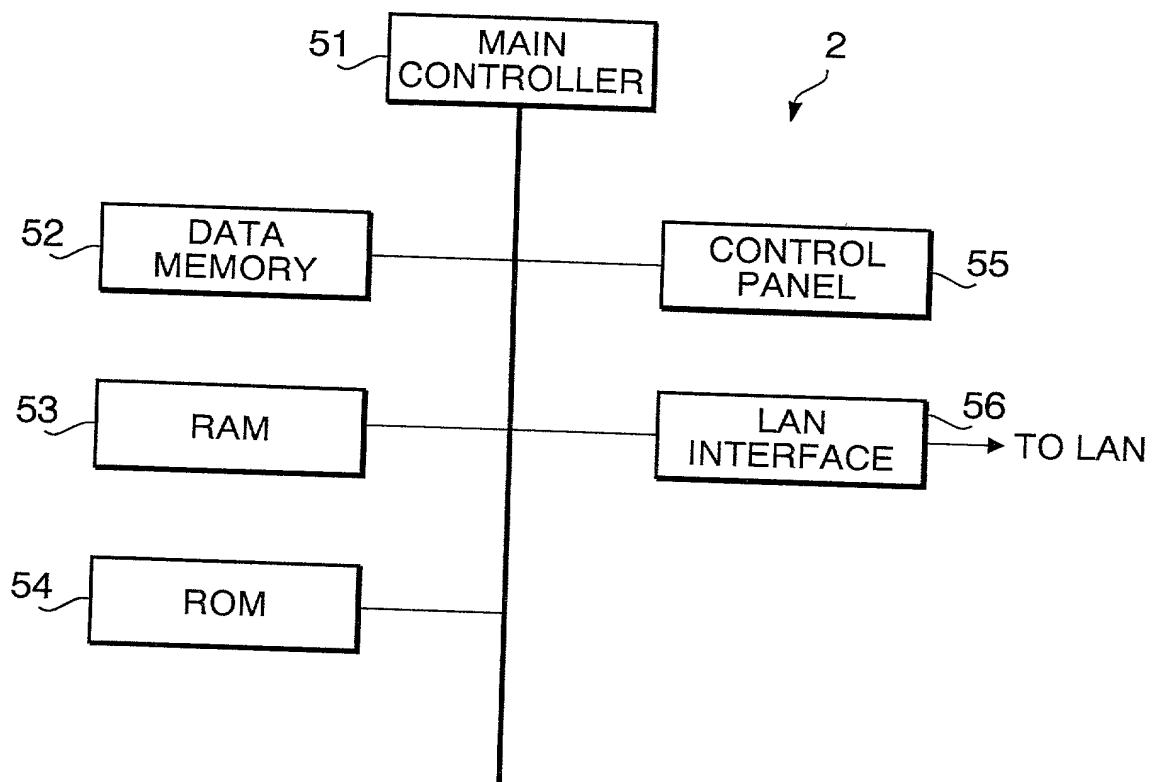 51
MAIN
CONTROLLER
2
52
DATA
MEMORY
CONTROL
PANEL
55
53
RAM
LAN
INTERFACE
56
TO LAN
54
ROM